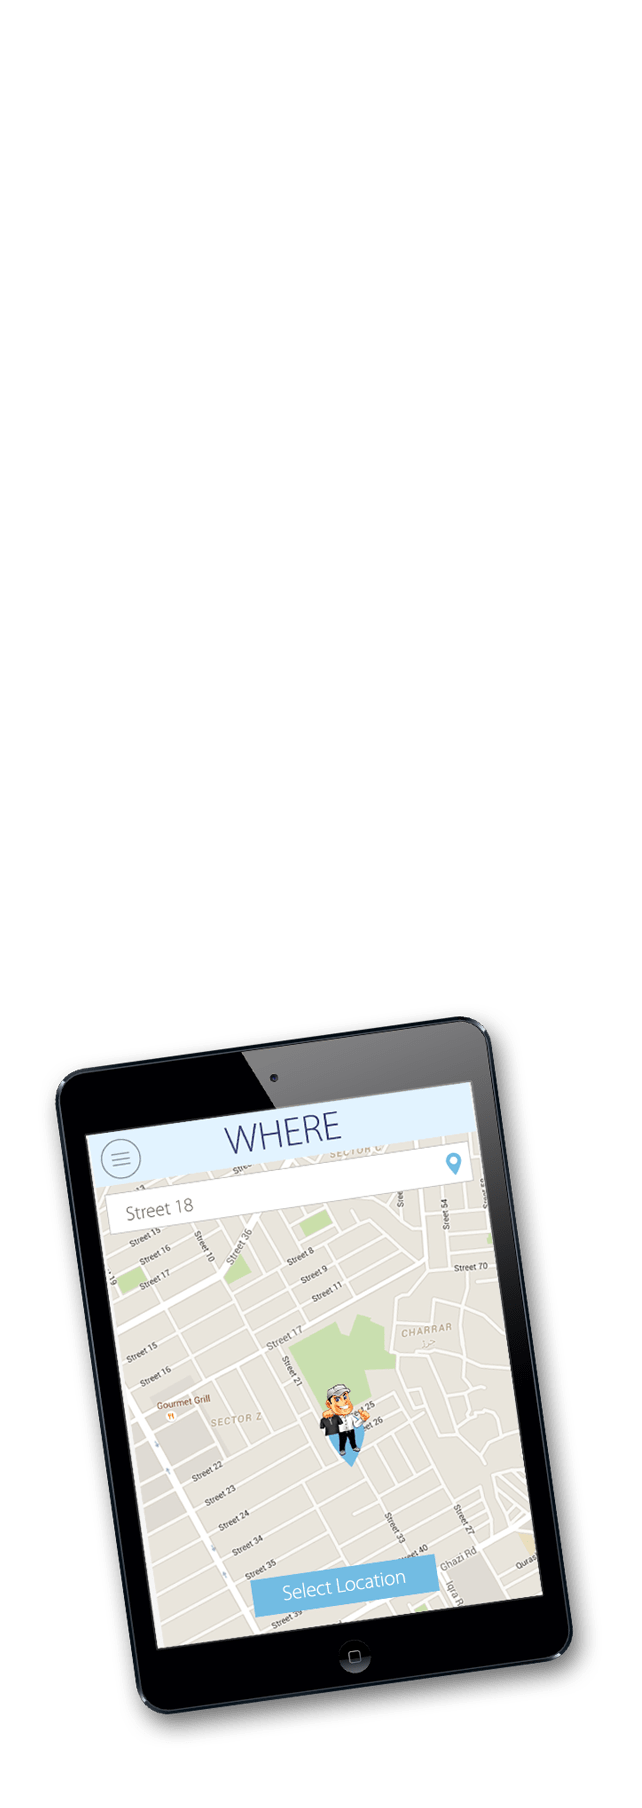 WHERE
SECTOR C
Street 18
Street 15
Street 16
Street 17
Street 10
Street 36
Street 8
Street 9
Street 11
Street 54
Street 70
Street 17
Street 15
Street 16
Street 21
CHARRAR
Gourmet Grill
SECTOR Z
25
26
Street 22
Street 23
Street 24
Street 34
Street 35
Street 33
Street 27
40
Ghazi Rd
Iqra R
Quras
Select Location
Street 39